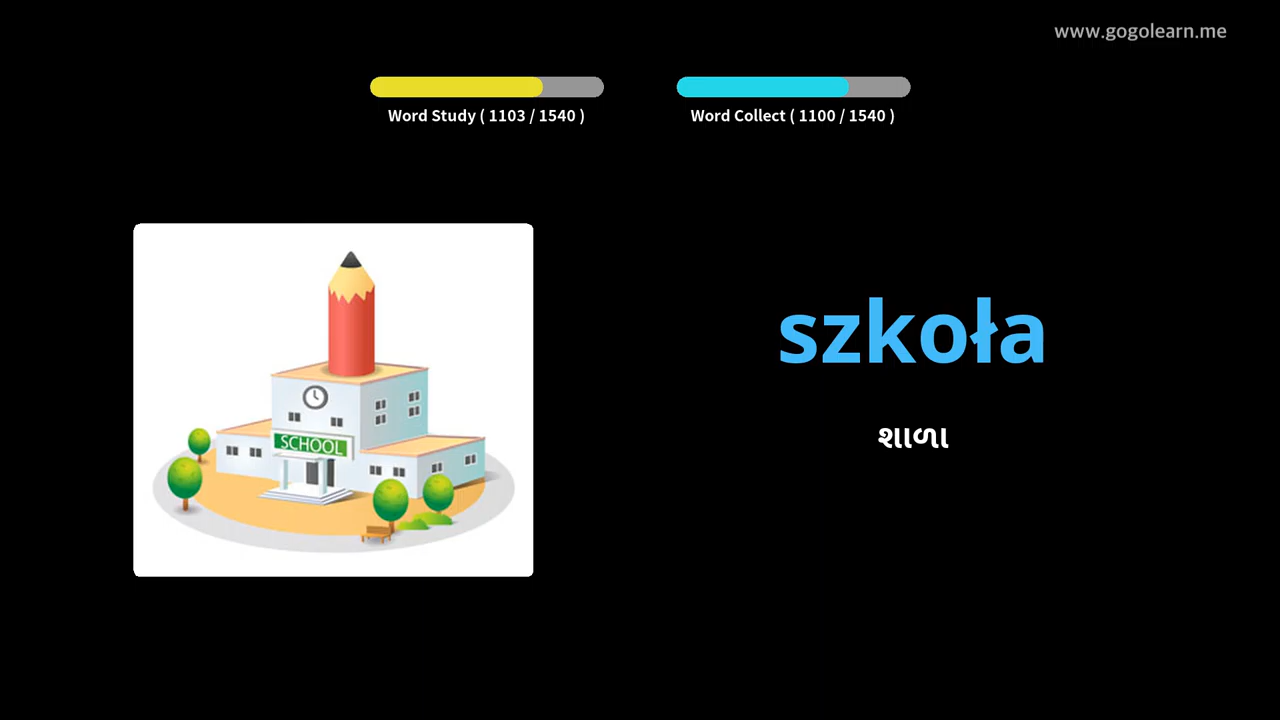 www.gogolearn.me
Word Study ( 1103 / 1540 )
Word Collect ( 1100 / 1540 )
SCHOOL
szkoła
શાળા